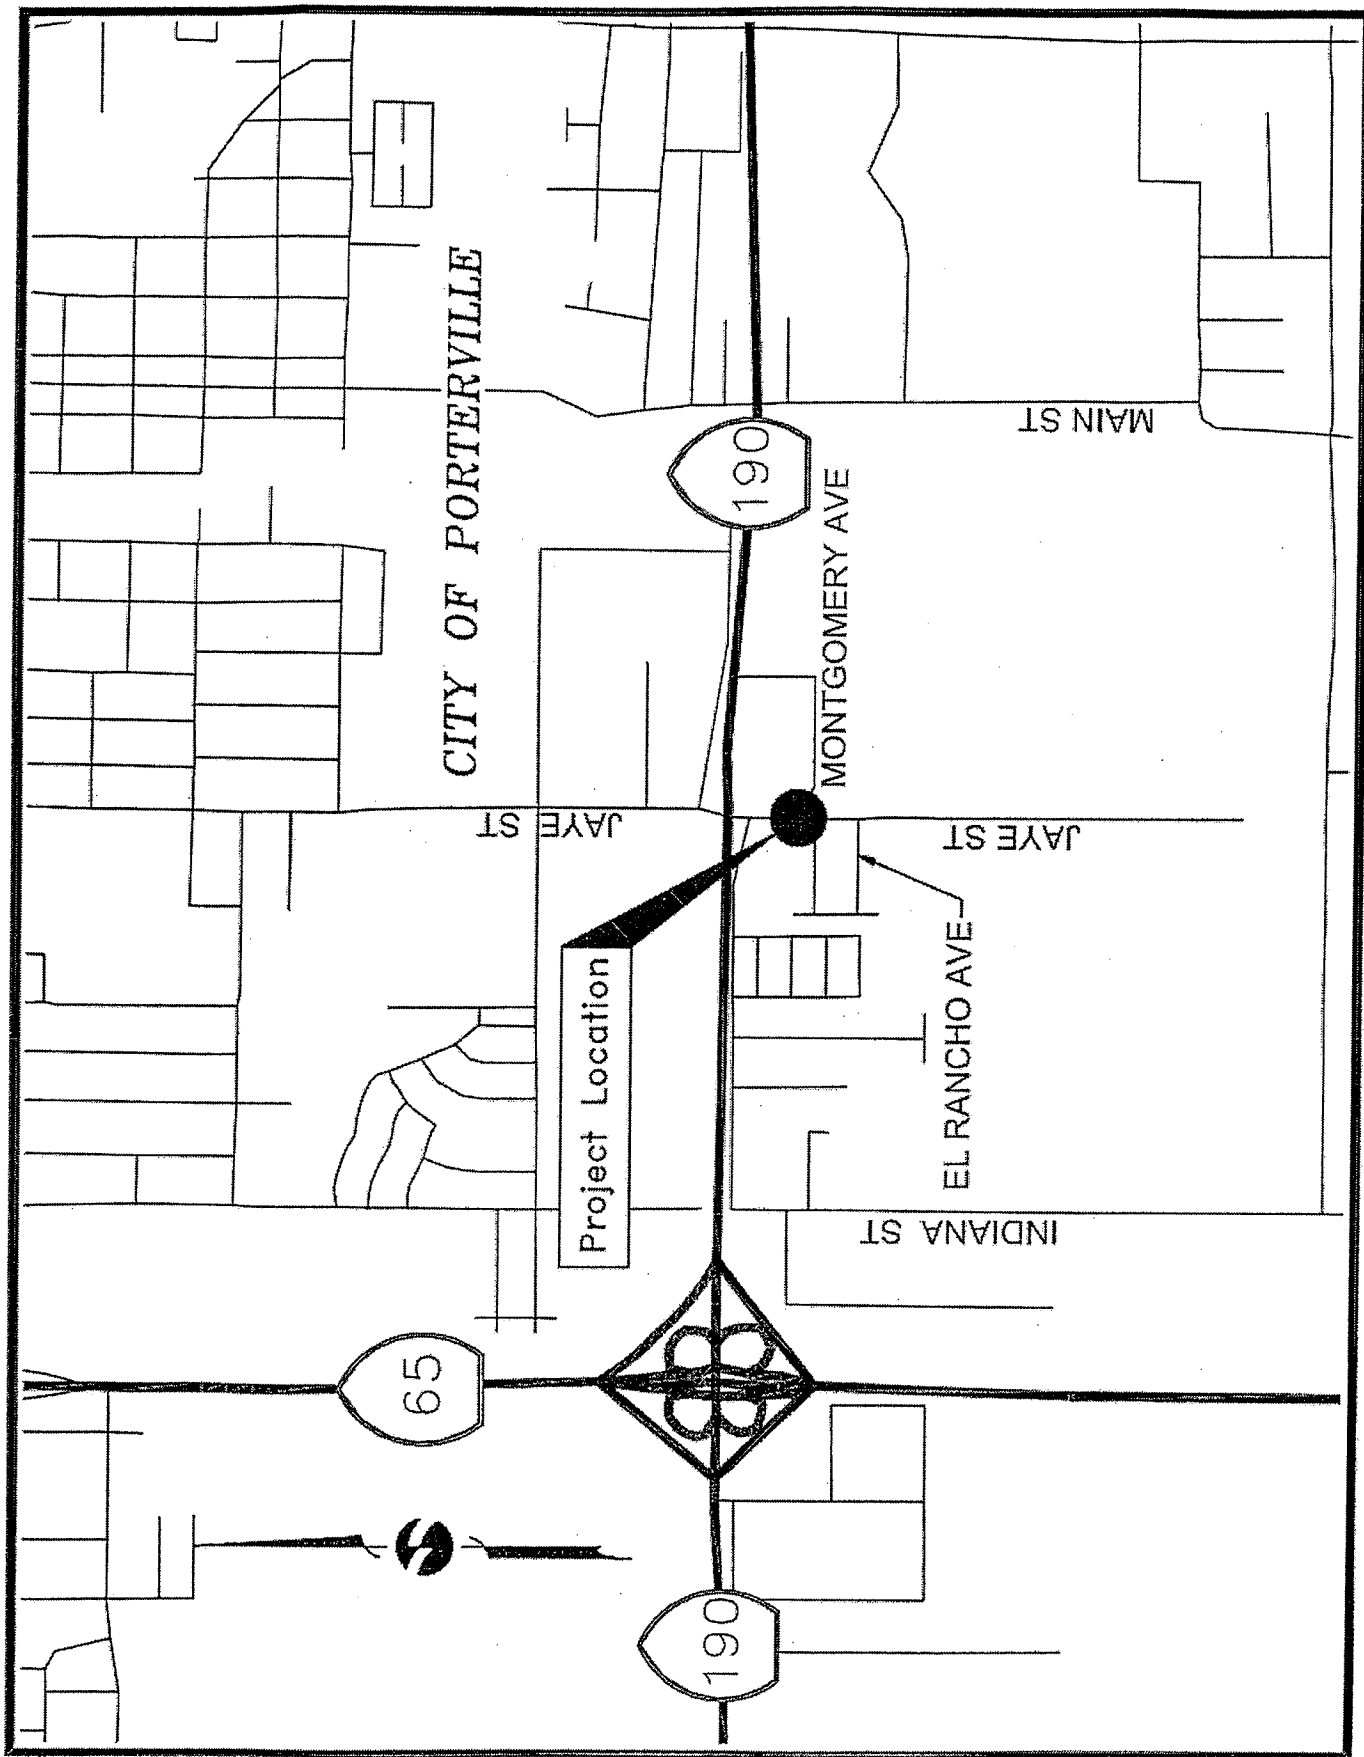 CITY OF PORTERVILLE
65
190
Project Location
190
JAYE ST
MONTGOMERY AVE
MAIN ST
JAYE ST
EL RANCHO AVE
INDIANA ST